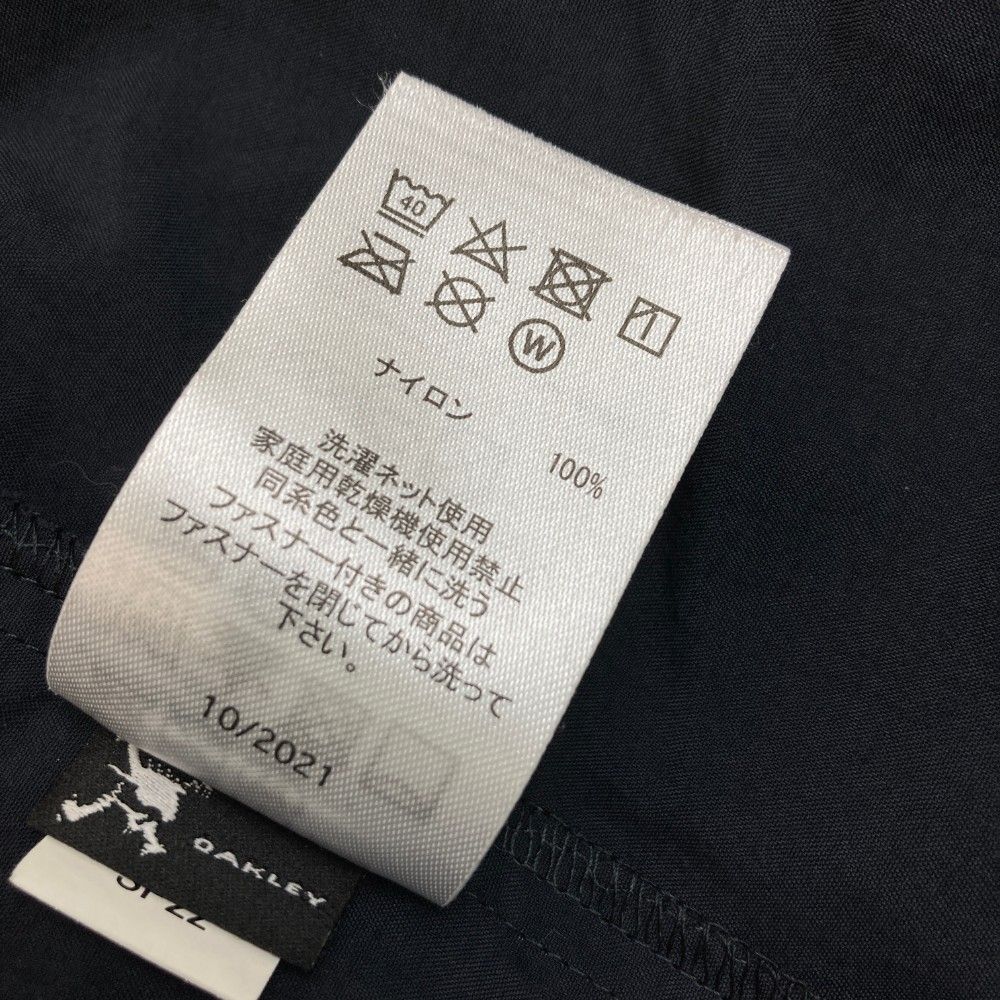 40
W
ナイロン 100%
洗濯ネット使用
家庭用乾燥機使用禁止
同系色と一緒に洗う
ファスナー付きの商品は
ファスナーを閉じてから洗って
下さい。
10/2021
OAKLEY